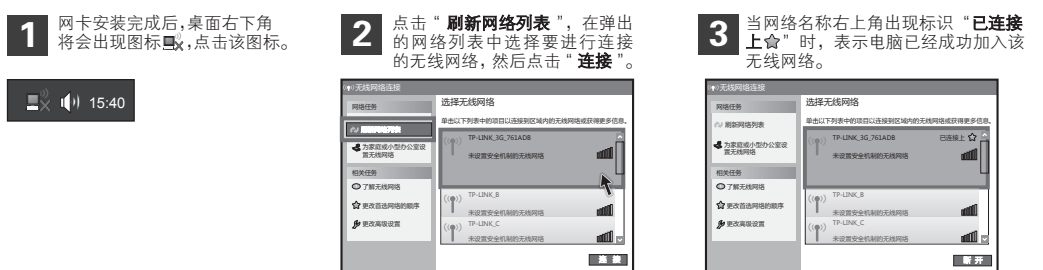 1
网卡安装完成后,桌面右下角
将会出现图标,点击该图标。
15:40
2
点击“刷新网络列表”，在弹出
的网络列表中选择要进行连接
的无线网络，然后点击“连接”。
无线网络连接
网络任务
刷新网络列表
为家庭或小型办公室设
置无线网络
相关任务
了解无线网络
更改首选网络的顺序
更改高级设置
选择无线网络
单击以下列表中的项目以连接到区域内的无线网络或获得更多信息。
TP-LINK_3G_761ADB
未设置安全机制的无线网络
TP-LINK_B
未设置安全机制的无线网络
TP-LINK_C
未设置安全机制的无线网络
连 接
3
当网络名称右上角出现标识“已连接
上☆”时，表示电脑已经成功加入该
无线网络。
无线网络连接
网络任务
刷新网络列表
为家庭或小型办公室设
置无线网络
相关任务
了解无线网络
更改首选网络的顺序
更改高级设置
选择无线网络
单击以下列表中的项目以连接到区域内的无线网络或获得更多信息。
TP-LINK_3G_761ADB 已连接上
未设置安全机制的无线网络
TP-LINK_B
未设置安全机制的无线网络
TP-LINK_C
未设置安全机制的无线网络
断 开